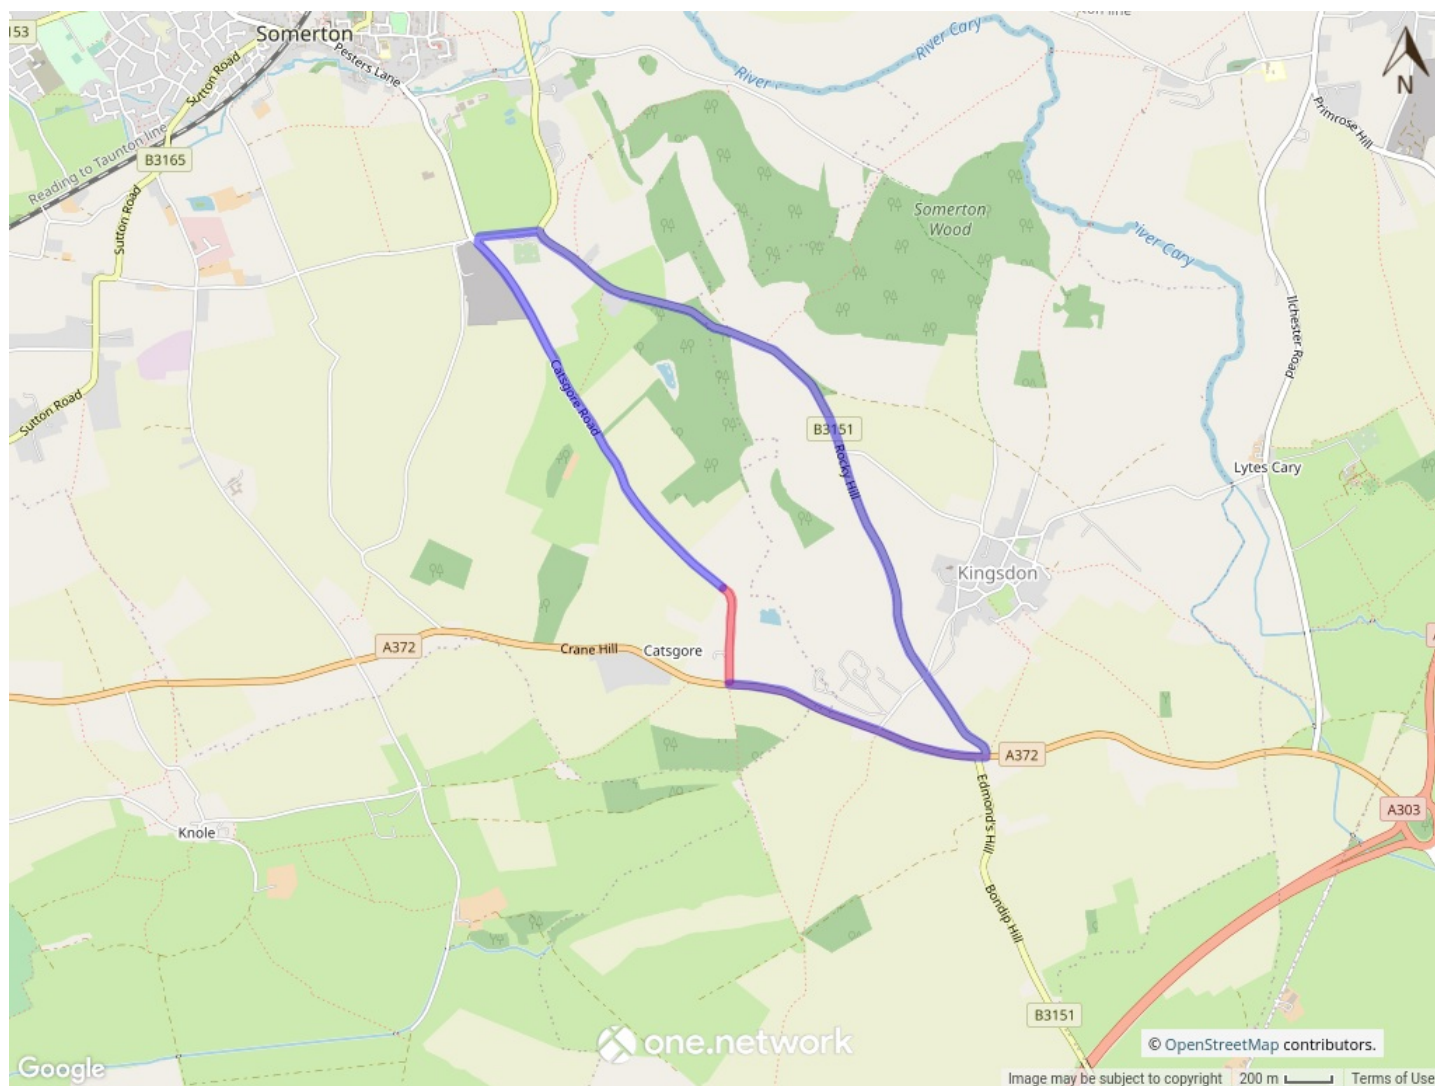 153
Somerton
Sutton Road
Pesters Lane
River Cary
River
N
Primrose Hill
B3165
Reading to Taunton line
Sutton Road
Somerton
Wood
River Cary
Ilchester Road
Sutton Road
Catsgore Road
B3151
Rocky Hill
Lytes Cary
Kingsdon
A372
Crane Hill
Catsgore
A372
Edmond's Hill
A303
Knole
Bondip Hill
B3151
one.network
© OpenStreetMap contributors.
Google
Image may be subject to copyright 200 m Terms of Use